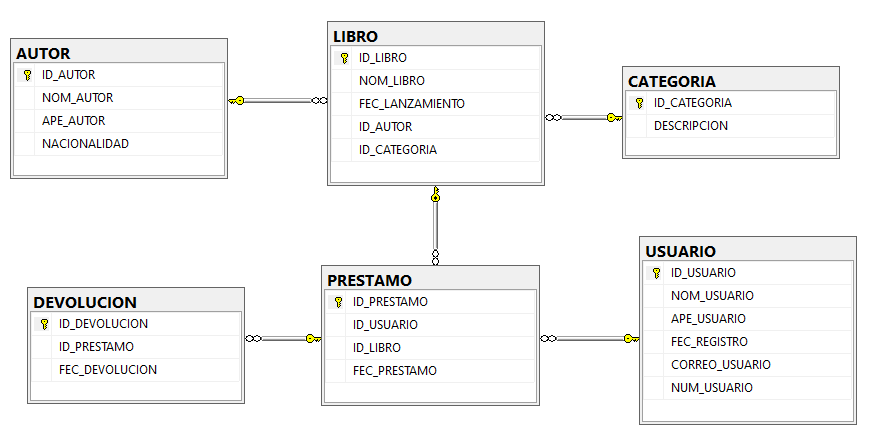 AUTOR
ID_AUTOR
NOM_AUTOR
APE_AUTOR
NACIONALIDAD
LIBRO
ID_LIBRO
NOM_LIBRO
FEC_LANZAMIENTO
ID_AUTOR
ID_CATEGORIA
CATEGORIA
ID_CATEGORIA
DESCRIPCION
DEVOLUCION
ID_DEVOLUCION
ID_PRESTAMO
FEC_DEVOLUCION
PRESTAMO
ID_PRESTAMO
ID_USUARIO
ID_LIBRO
FEC_PRESTAMO
USUARIO
ID_USUARIO
NOM_USUARIO
APE_USUARIO
FEC_REGISTRO
CORREO_USUARIO
NUM_USUARIO